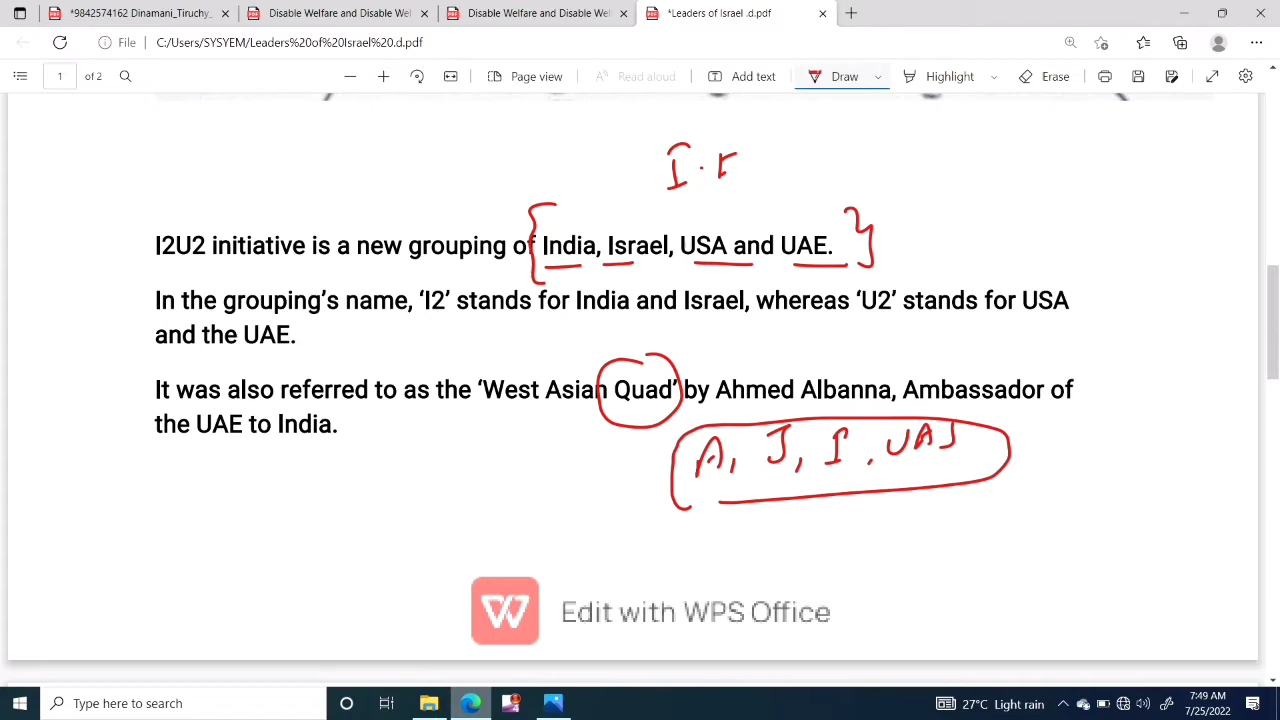 *9842574162 Dinamani_Tiruchy_ Disable Welfare and Disable Wel Disable Welfare and Disable Wel *Leaders of Israel .d.pdf
File C:/Users/SYSYEM/Leaders%20of%20Israel%20.d.pdf
1 of 2 Page view Read aloud Add text Draw Highlight Erase
I2U2 initiative is a new grouping of India, Israel, USA and UAE.
In the grouping’s name, ‘I2’ stands for India and Israel, whereas ‘U2’ stands for USA
and the UAE.
It was also referred to as the ‘West Asian Quad’ by Ahmed Albanna, Ambassador of
the UAE to India.
A, J, I,
W Edit with WPS Office
Type here to search 27°C Light rain 7:49 AM
7/25/2022